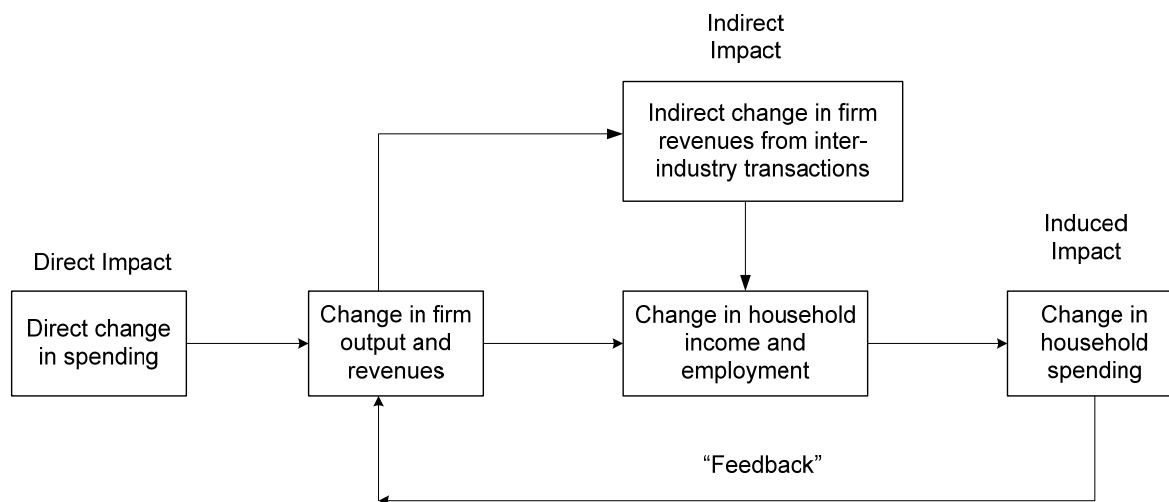 Indirect
Impact
Indirect change in firm
revenues from inter-
industry transactions
Induced
Impact
Direct Impact
Direct change
in spending
Change in firm
output and
revenues
Change in household
income and
employment
Change in
household
spending
“Feedback”